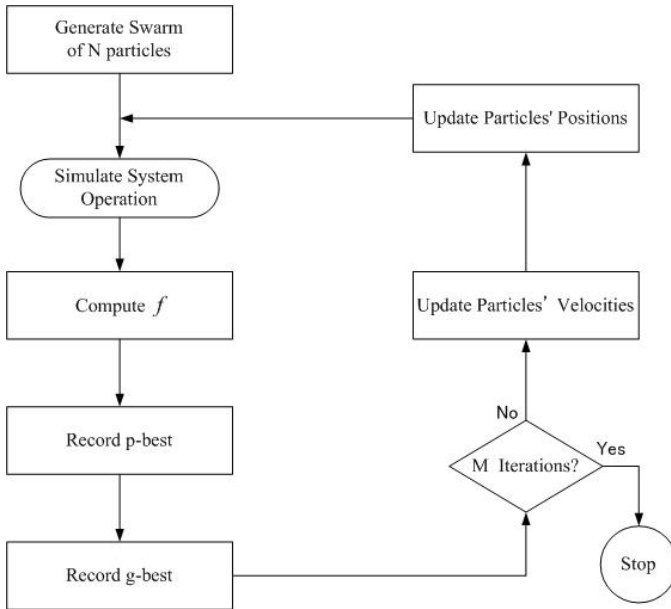 Generate Swarm
of N particles
Update Particles' Positions
Simulate System
Operation
Compute f
Update Particles’ Velocities
Record p-best
No
Yes
M Iterations?
Record g-best
Stop